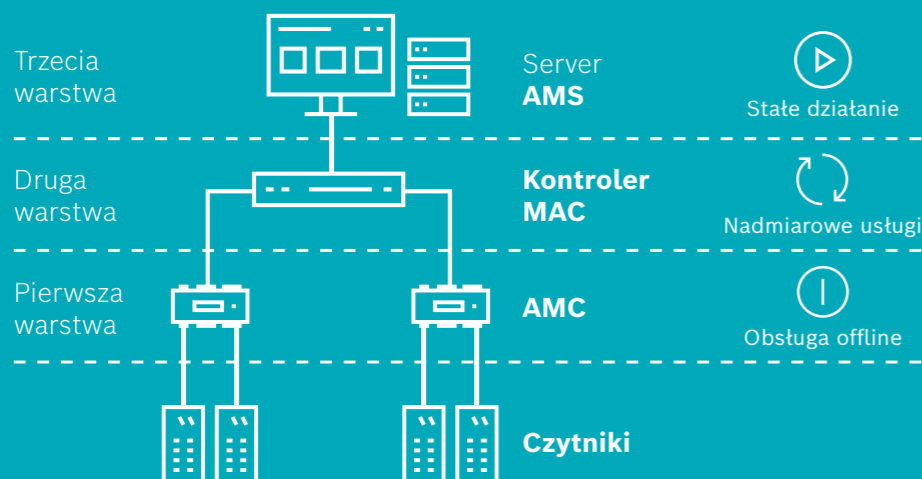 Trzecia
warstwa
Server
AMS
Stałe działanie
Druga
warstwa
Kontroler
MAC
Nadmiarowe usługi
Pierwsza
warstwa
AMC
Obsługa offline
Czytniki